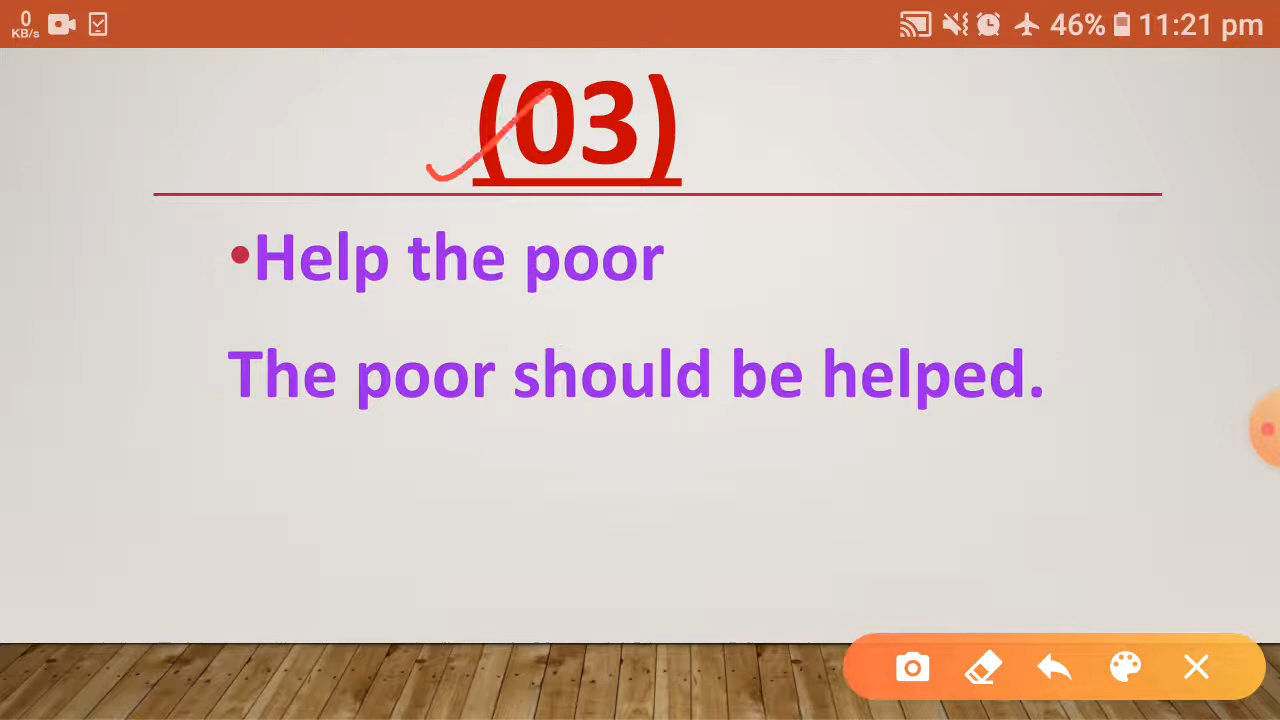 0
KB/s
46% 11:21 pm
(03)
•Help the poor
The poor should be helped.